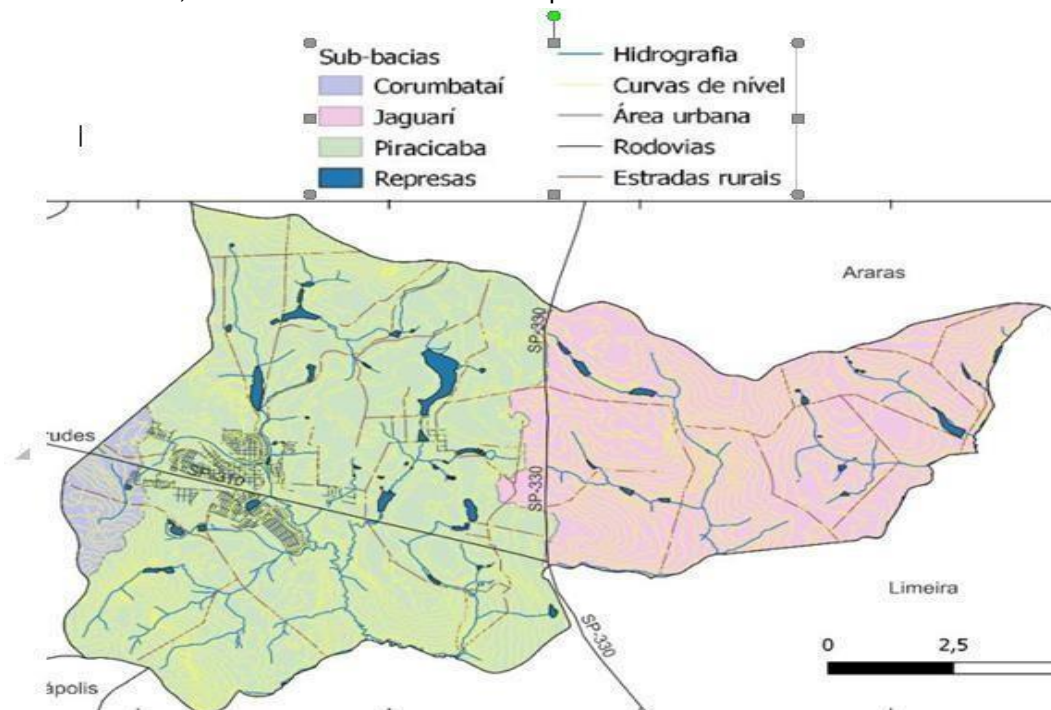 Sub-bacias
Corumbataí
Jaguarí
Piracicaba
Represas
Hidrografia
Curvas de nível
Área urbana
Rodovias
Estradas rurais
Araras
SP-330
udes
SP-310
SP-330
Limeira
SP-330
0 2,5
ápolis